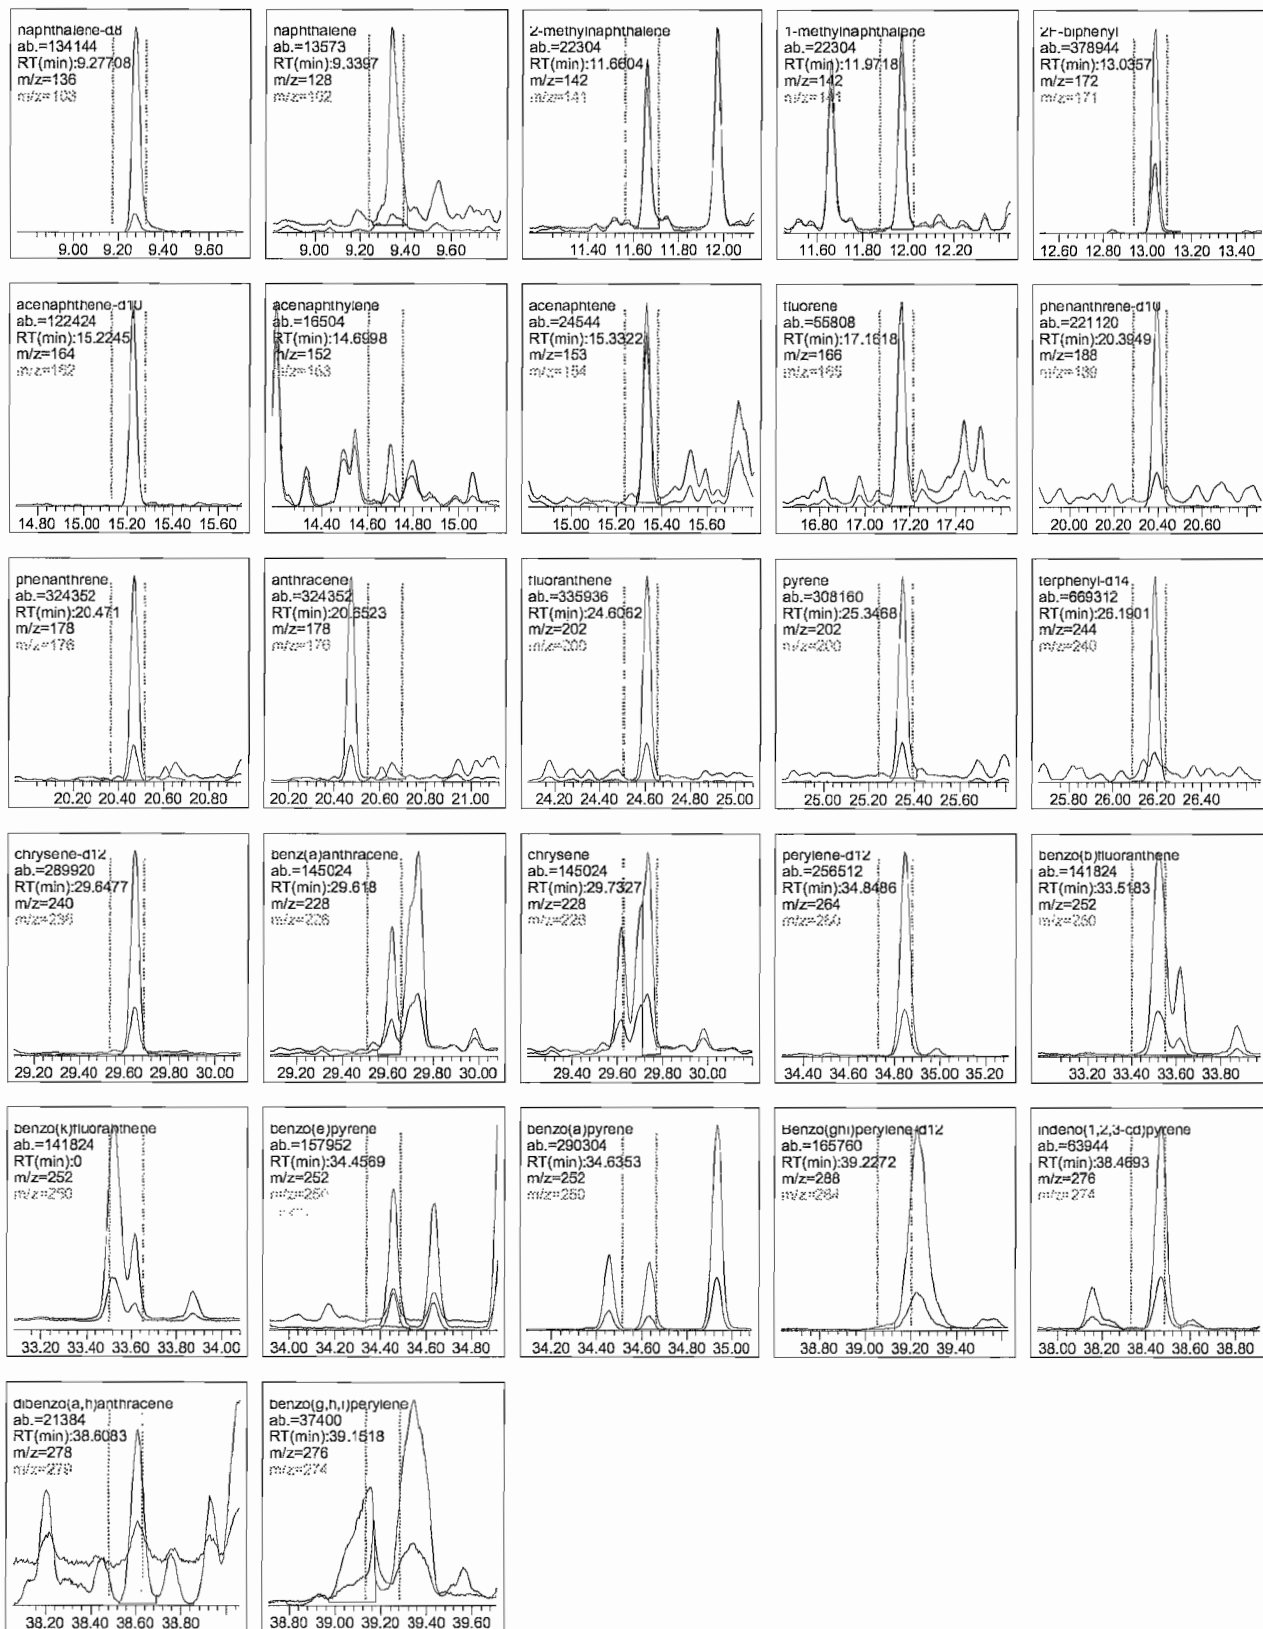 naphthalene-d8
ab.=134144
RT(min):9.27708
m/z=136
m/z=108
9.00 9.20 9.40 9.60
naphthalene
ab.=13573
RT(min):9.3397
m/z=128
m/z=102
9.00 9.20 9.40 9.60
2-methylnaphthalene
ab.=22304
RT(min):11.6604
m/z=142
m/z=141
11.40 11.60 11.80 12.00
1-methylnaphthalene
ab.=22304
RT(min):11.9718
m/z=142
11.60 11.80 12.00 12.20
2F-biphenyl
ab.=378944
RT(min):13.0357
m/z=172
m/z=171
12.60 12.80 13.00 13.20 13.40
acenaphthene-d10
ab.=122424
RT(min):15.2245
m/z=164
m/z=162
14.80 15.00 15.20 15.40 15.60
acenaphthylene
ab.=16504
RT(min):14.6998
m/z=152
m/z=153
14.40 14.60 14.80 15.00
acenaphtene
ab.=24544
RT(min):15.3322
m/z=153
m/z=154
15.00 15.20 15.40 15.60
fluorene
ab.=55808
RT(min):17.1618
m/z=166
m/z=165
16.80 17.00 17.20 17.40
phenanthrene-d10
ab.=221120
RT(min):20.3949
m/z=188
m/z=189
20.00 20.20 20.40 20.60
phenanthrene
ab.=324352
RT(min):20.471
m/z=178
m/z=176
20.20 20.40 20.60 20.80
anthracene
ab.=324352
RT(min):20.6523
m/z=178
m/z=176
20.20 20.40 20.60 20.80 21.00
fluoranthene
ab.=335936
RT(min):24.6062
m/z=202
m/z=200
24.20 24.40 24.60 24.80 25.00
pyrene
ab.=308160
RT(min):25.3468
m/z=202
m/z=200
25.00 25.20 25.40 25.60
terphenyl-d14
ab.=669312
RT(min):26.1901
m/z=244
m/z=240
25.80 26.00 26.20 26.40
chrysene-d12
ab.=289920
RT(min):29.6477
m/z=240
m/z=236
29.20 29.40 29.60 29.80 30.00
benz(a)anthracene
ab.=145024
RT(min):29.618
m/z=228
m/z=226
29.40 29.60 29.80 30.00
chrysene
ab.=145024
RT(min):29.7327
m/z=228
m/z=226
29.40 29.60 29.80 30.00
perylene-d12
ab.=256512
RT(min):34.8486
m/z=264
m/z=260
34.40 34.60 34.80 35.00 35.20
benzo(b)fluoranthene
ab.=141824
RT(min):33.5183
m/z=252
m/z=250
33.20 33.40 33.60 33.80
benzo(k)fluoranthene
ab.=141824
RT(min):0
m/z=252
m/z=250
33.20 33.40 33.60 33.80 34.00
benzo(e)pyrene
ab.=157952
RT(min):34.4569
m/z=252
m/z=250
34.00 34.20 34.40 34.60 34.80
benzo(a)pyrene
ab.=290304
RT(min):34.6353
m/z=252
m/z=250
34.20 34.40 34.60 34.80 35.00
Benzo(ghi)perylene-d12
ab.=165760
RT(min):39.2272
m/z=288
m/z=284
38.80 39.00 39.20 39.40
indeno(1,2,3-cd)pyrene
ab.=63944
RT(min):38.4693
m/z=276
m/z=274
38.00 38.20 38.40 38.60 38.80
dibenzo(a,h)anthracene
ab.=21384
RT(min):38.6083
m/z=278
m/z=279
38.20 38.40 38.60 38.80
benzo(g,h,i)perylene
ab.=37400
RT(min):39.1518
m/z=276
m/z=274
38.80 39.00 39.20 39.40 39.60